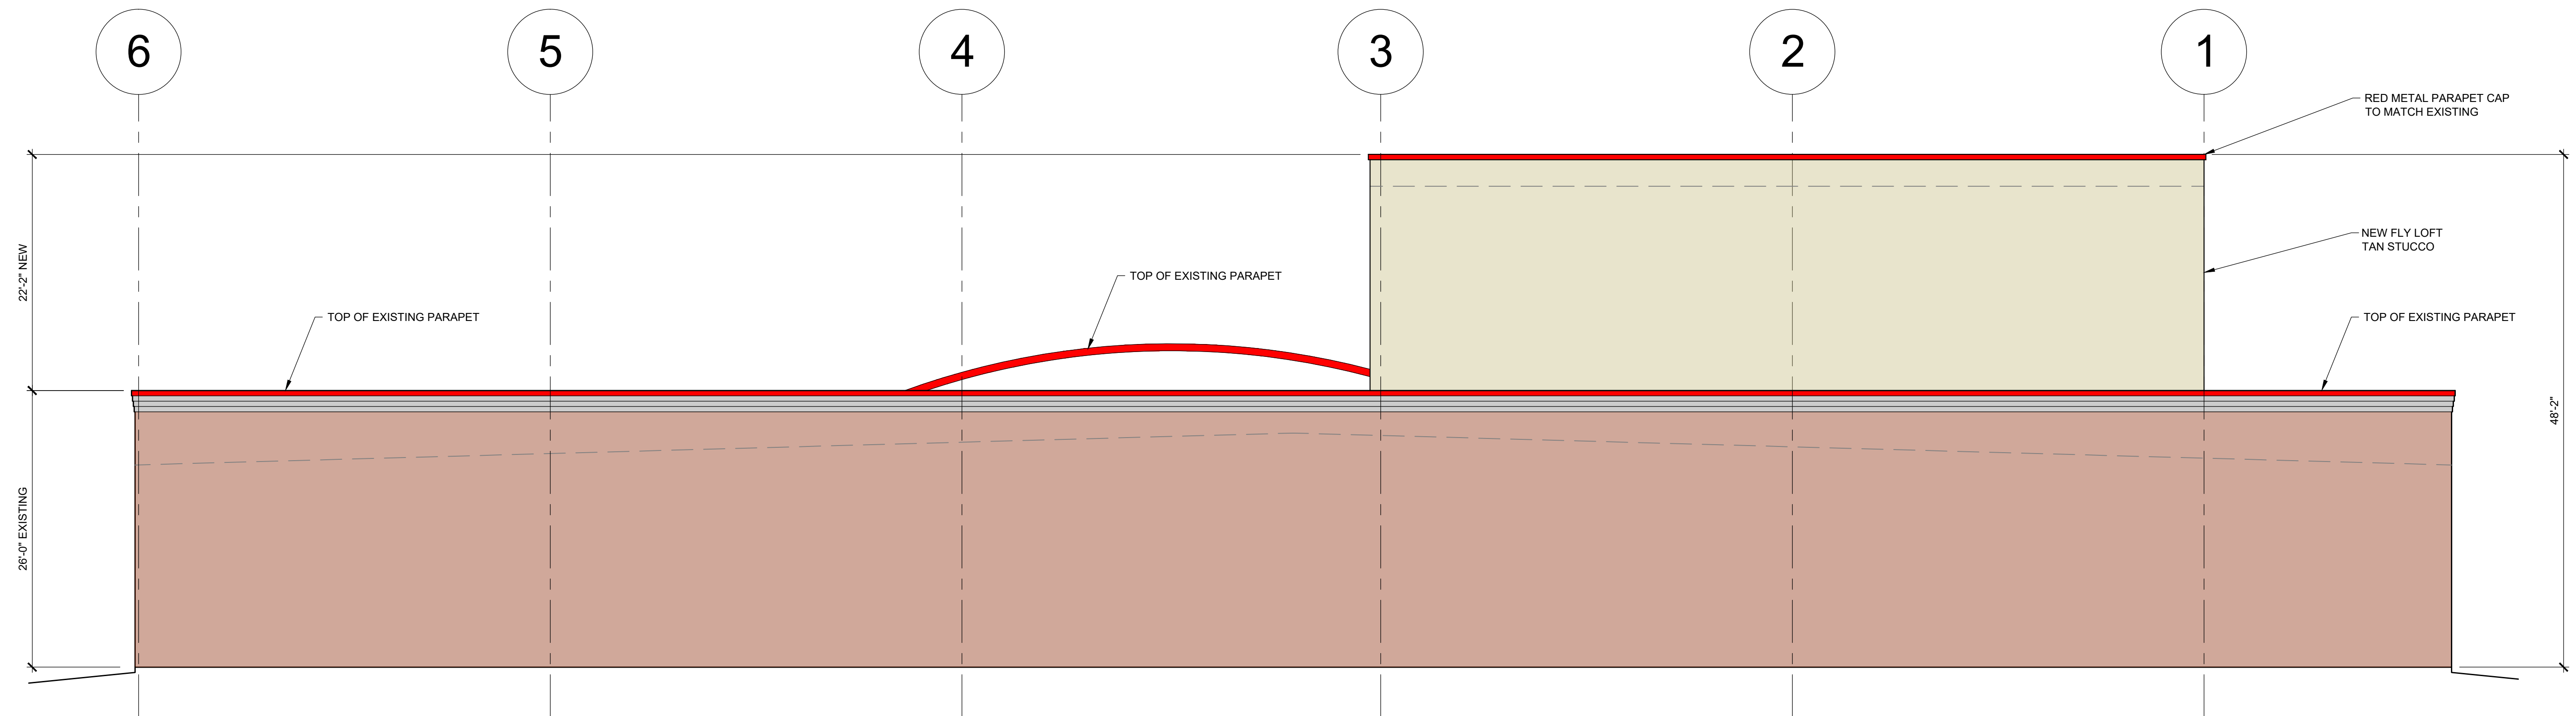 6
5
4
3
2
1
RED METAL PARAPET CAP
TO MATCH EXISTING
22'-2" NEW
NEW FLY LOFT
TAN STUCCO
TOP OF EXISTING PARAPET
TOP OF EXISTING PARAPET
TOP OF EXISTING PARAPET
48'-2"
26'-0" EXISTING